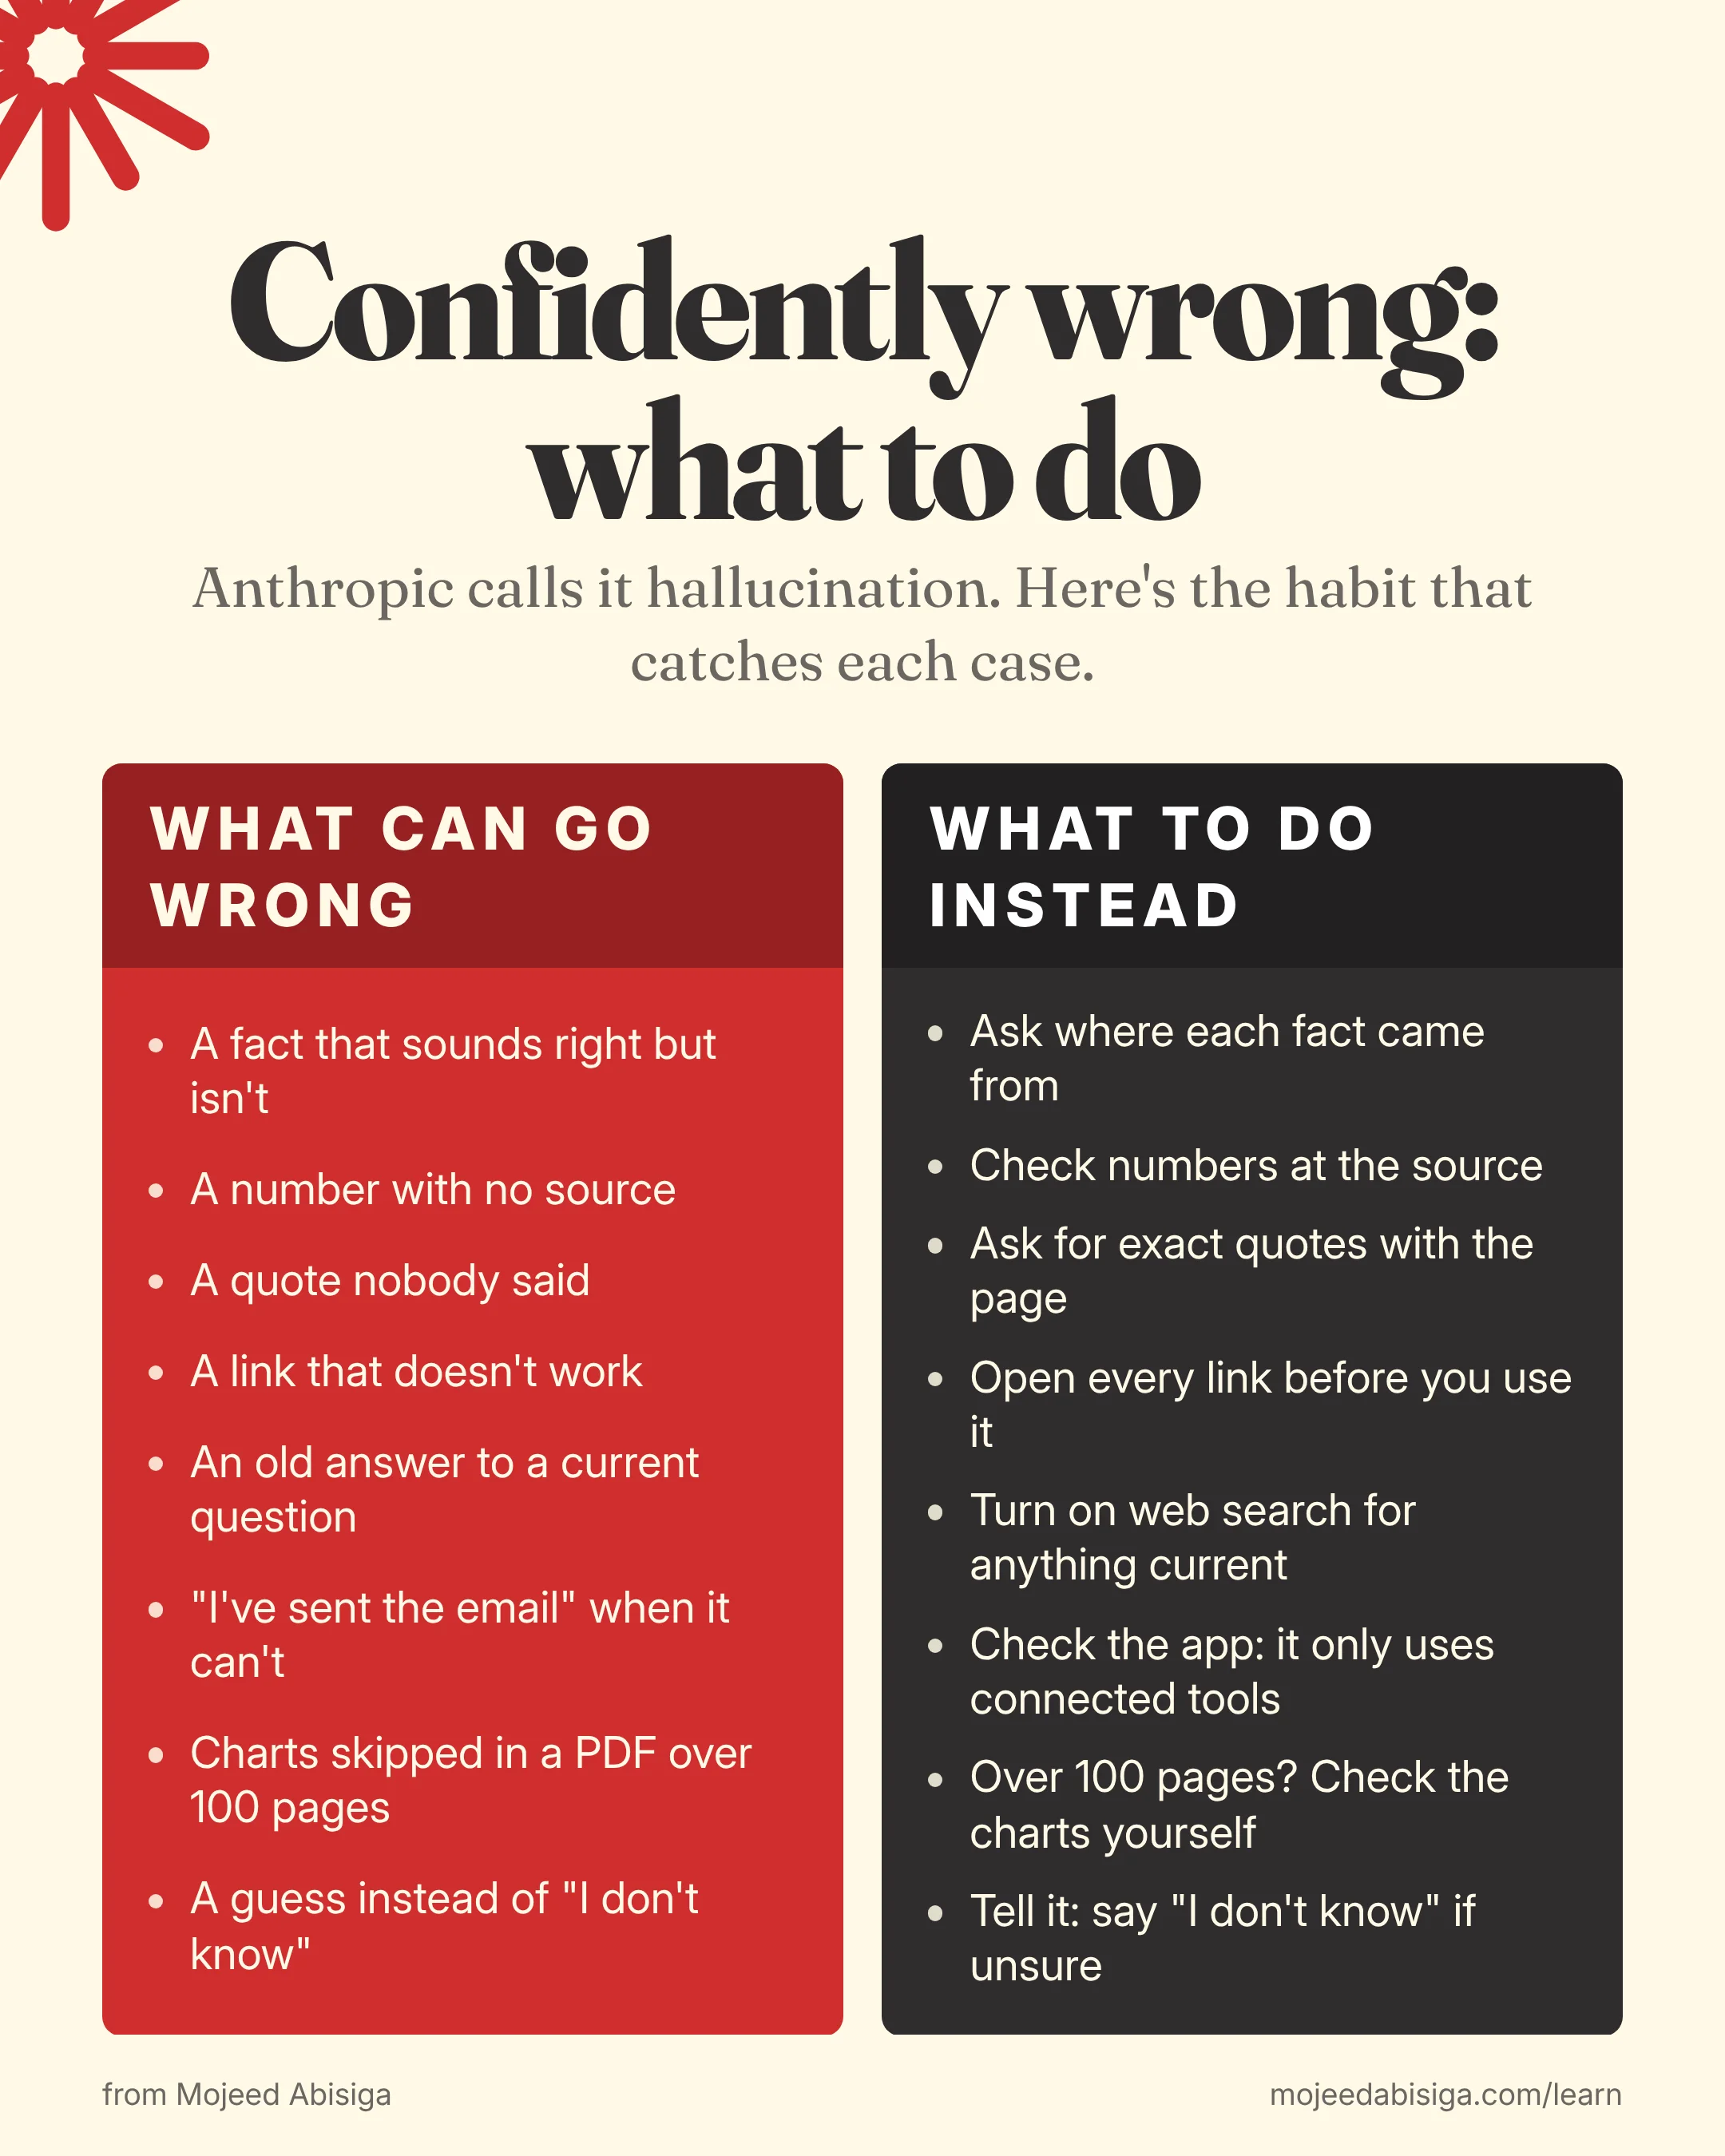 Confidently wrong:
what to do
Anthropic calls it hallucination. Here's the habit that
catches each case.
WHAT CAN GO
WRONG
A fact that sounds right but
isn't
A number with no source
A quote nobody said
A link that doesn't work
An old answer to a current
question
"I've sent the email" when it
can't
Charts skipped in a PDF over
100 pages
A guess instead of "I don't
know"
WHAT TO DO
INSTEAD
Ask where each fact came
from
Check numbers at the source
Ask for exact quotes with the
page
Open every link before you use
it
Turn on web search for
anything current
Check the app: it only uses
connected tools
Over 100 pages? Check the
charts yourself
Tell it: say "I don't know" if
unsure
from Mojeed Abisiga
mojeedabisiga.com/learn